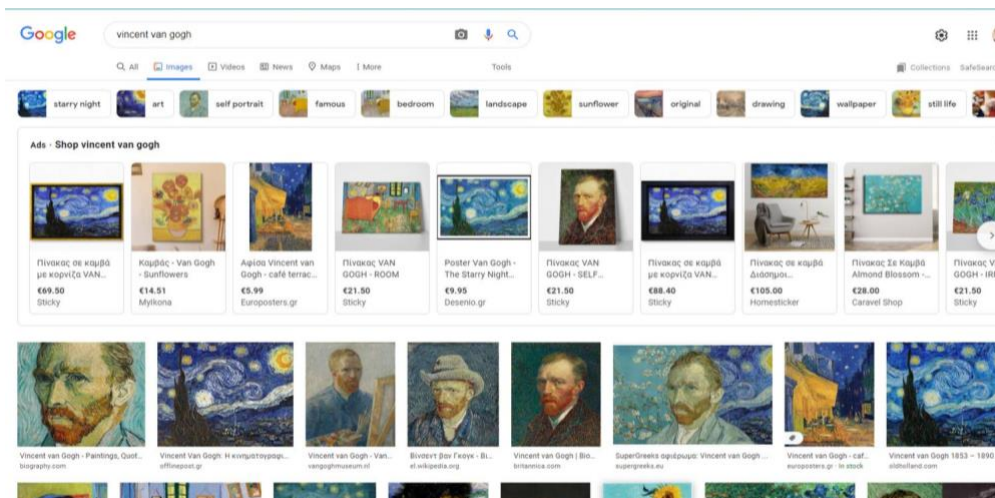 Google
vincent van gogh
All
Images
Videos
News
Maps
More
Tools
Collections
SafeSearc
starry night
art
self portrait
famous
bedroom
landscape
sunflower
original
drawing
wallpaper
still life
Ads · Shop vincent van gogh
Πίνακας σε καμβά
με κορνίζα VAN...
€69.50
Sticky
Καμβάς - Van Gogh
- Sunflowers
€14.51
Mylkona
Αφίσα Vincent van
Gogh - café terrac...
€5.99
Europosters.gr
Πίνακας VAN
GOGH - ROOM
€21.50
Sticky
Poster Van Gogh -
The Starry Night...
€9.95
Desenio.gr
Πίνακας VAN
GOGH - SELF...
€21.50
Sticky
Πίνακας σε καμβά
με κορνίζα VAN...
€88.40
Sticky
Πίνακας σε καμβά
Διάσημοι...
€105.00
Homesticker
Πίνακας Σε Καμβά
Almond Blossom -...
€28.00
Caravel Shop
Πίνακας V
GOGH - IRI
€21.50
Sticky
Vincent van Gogh - Paintings, Quot...
biography.com
Vincent Van Gogh: Η κινηματογραφι...
offlinepost.gr
Vincent van Gogh - Van...
vangoghmuseum.nl
Βίνσεντ βαν Γκογκ - Βι...
el.wikipedia.org
Vincent van Gogh | Bio...
britannica.com
SuperGreeks αφιέρωμα: Vincent van Gogh ...
supergreeks.eu
Vincent van Gogh - caf...
europosters.gr · In stock
Vincent van Gogh 1853 – 1890
oldholland.com